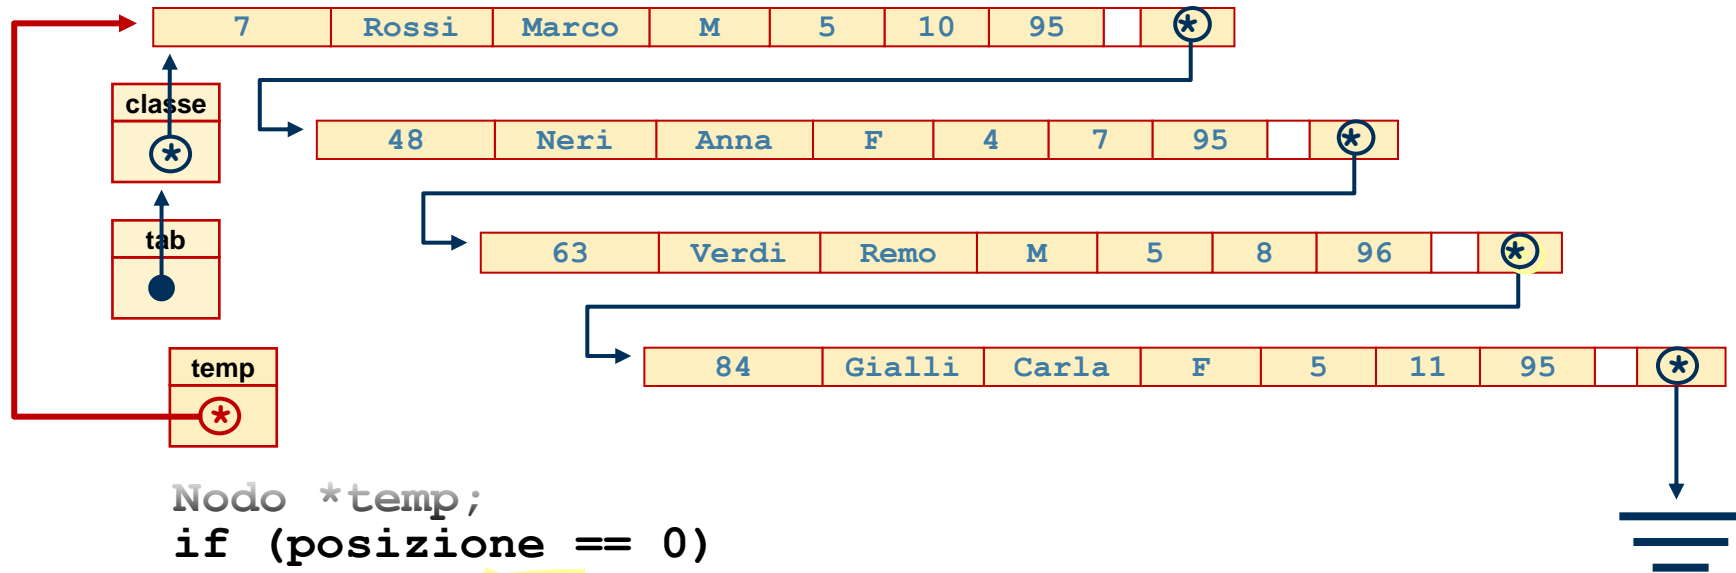 7 Rossi Marco M 5 10 95 *
classe
*
48 Neri Anna F 4 7 95 *
tab
63 Verdi Remo M 5 8 96 *
temp
*
84 Gialli Carla F 5 11 95 *
Nodo *temp;
if (posizione == 0)